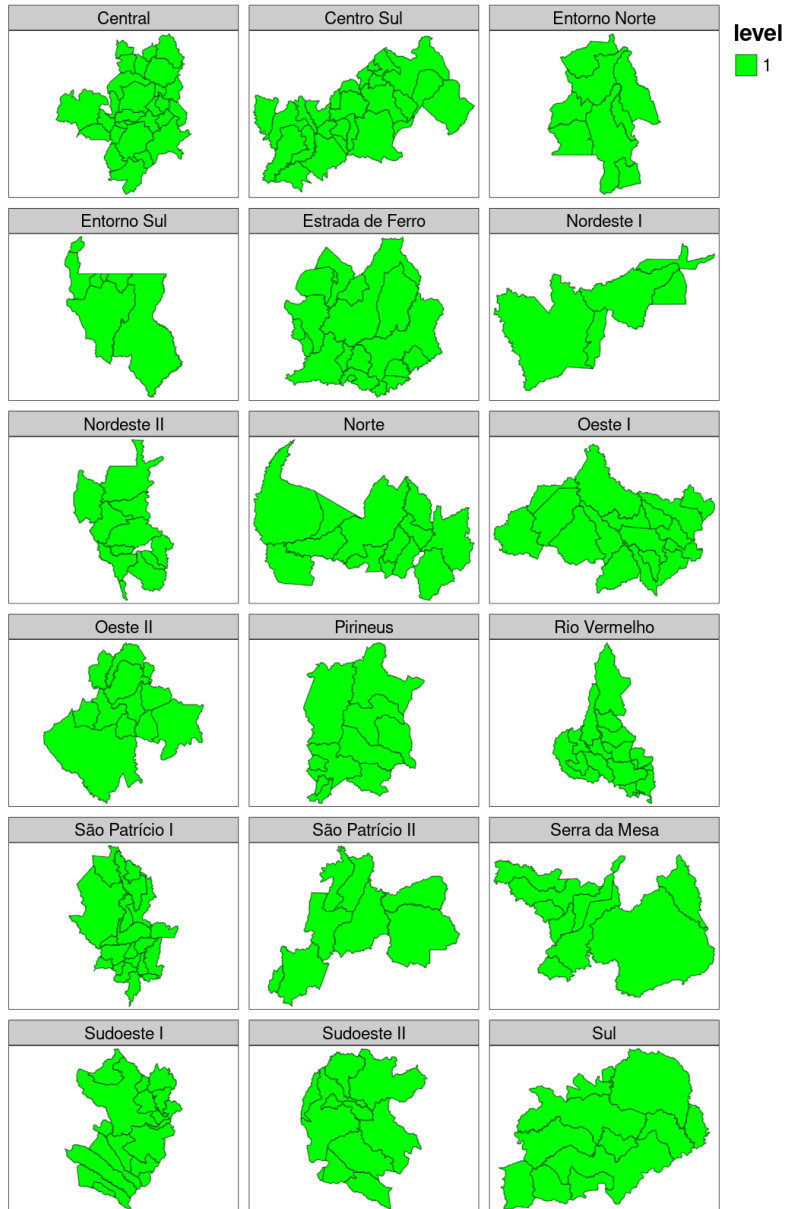 Central
Centro Sul
Entorno Norte
level
1
Entorno Sul
Estrada de Ferro
Nordeste I
Nordeste II
Norte
Oeste I
Oeste II
Pirineus
Rio Vermelho
São Patrício I
São Patrício II
Serra da Mesa
Sudoeste I
Sudoeste II
Sul